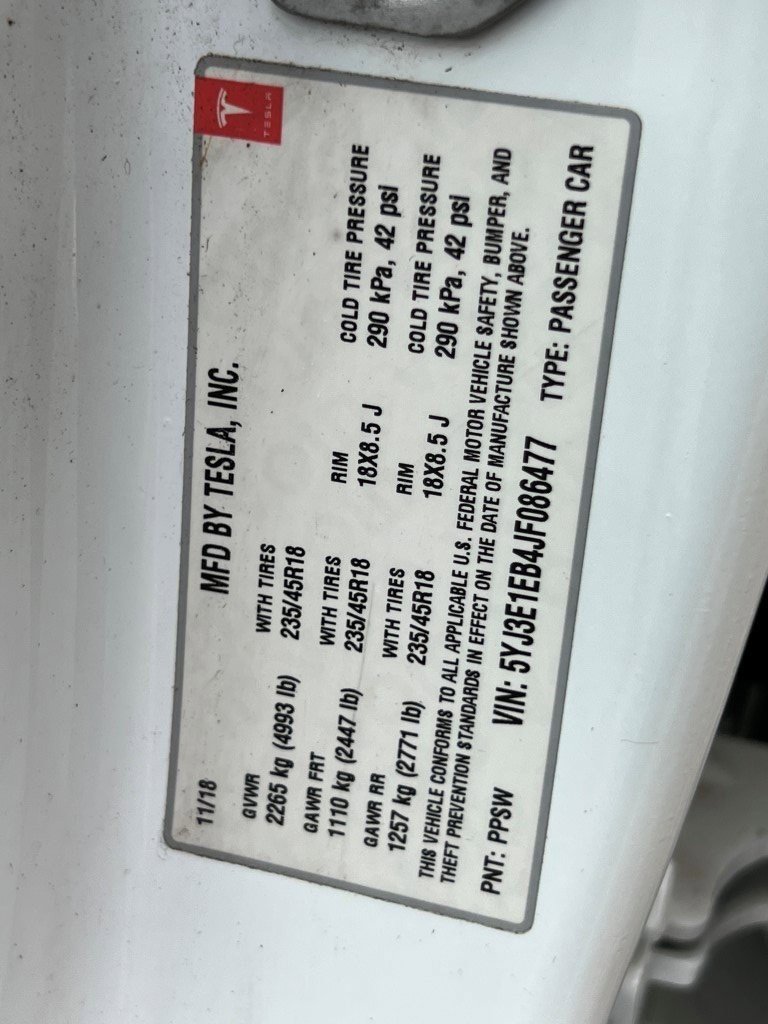 TESLA
MFD BY TESLA, INC.
11/18
GVWR WITH TIRES
2265 kg (4993 lb) 235/45R18
GAWR FRT WITH TIRES RIM COLD TIRE PRESSURE
1110 kg (2447 lb) 235/45R18 18X8.5 J 290 kPa, 42 psi
GAWR RR WITH TIRES RIM COLD TIRE PRESSURE
1257 kg (2771 lb) 235/45R18 18X8.5 J 290 kPa, 42 psi
THIS VEHICLE CONFORMS TO ALL APPLICABLE U.S. FEDERAL MOTOR VEHICLE SAFETY, BUMPER, AND
THEFT PREVENTION STANDARDS IN EFFECT ON THE DATE OF MANUFACTURE SHOWN ABOVE.
PNT: PPSW VIN: 5YJ3E1EB4JF086477 TYPE: PASSENGER CAR